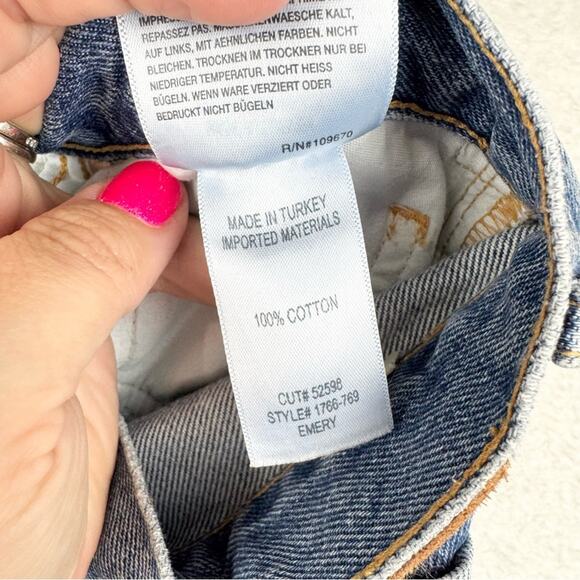 REPASSEZ PAS. MASCHINENWAESCHE KALT,
AUF LINKS, MIT AEHNLICHEN FARBEN. NICHT
BLEICHEN. TROCKEN IM TROCKNER NUR BEI
NIEDRIGER TEMPERATUR. NICHT HEISS
BÜGELN. WENN WARE VERZIERT ODER
BEDRUCKT NICHT BÜGELN
R/N#109670
MADE IN TURKEY
IMPORTED MATERIALS
100% COTTON
CUT# 52598
STYLE# 1766-769
EMERY